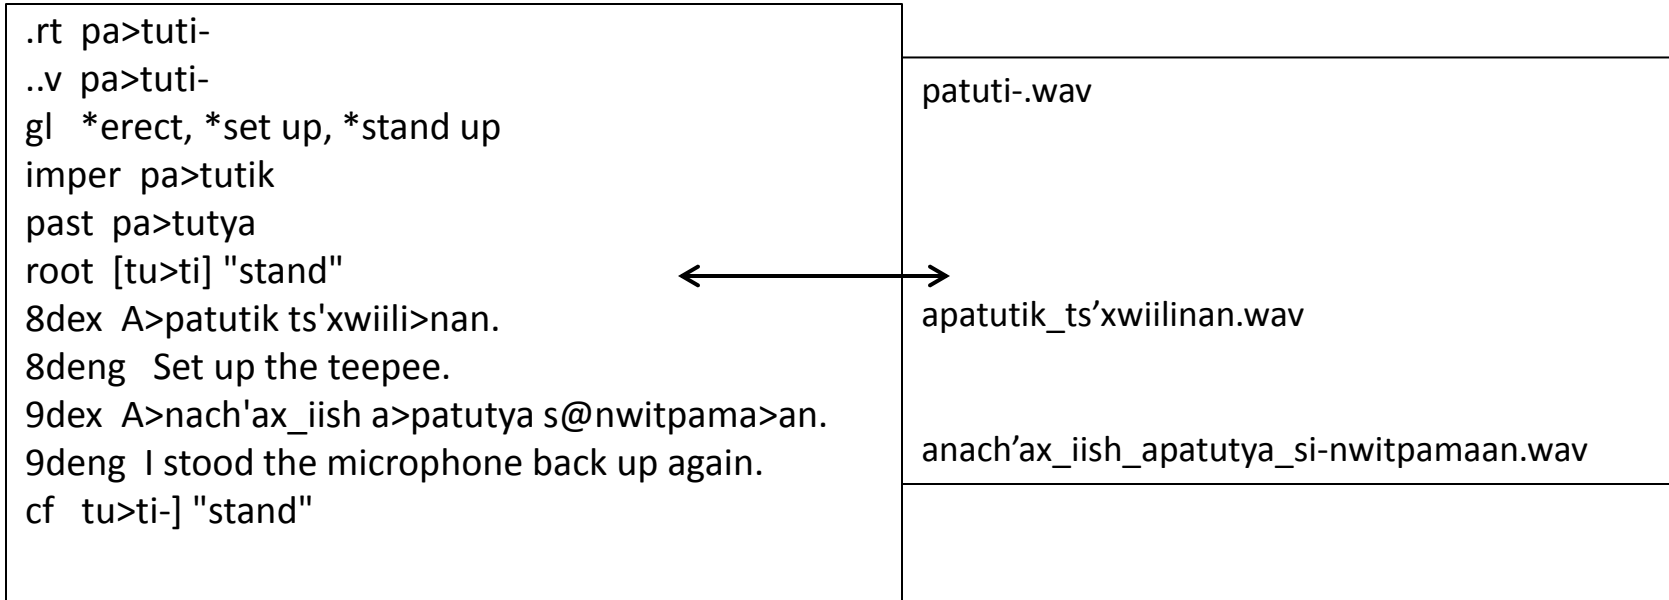 .rt  pa>tuti-
..v  pa>tuti-
gl   *erect, *set up, *stand up
imper  pa>tutik
past  pa>tutya
root  [tu>ti] "stand"
8dex  A>patutik ts'xwiili>nan.
8deng   Set up the teepee.
9dex  A>nach'ax_iish a>patutya s@nwitpama>an.
9deng  I stood the microphone back up again.
cf   tu>ti-] "stand"
patuti-.wav
apatutik_ts’xwiilinan.wav
anach’ax_iish_apatutya_si-nwitpamaan.wav